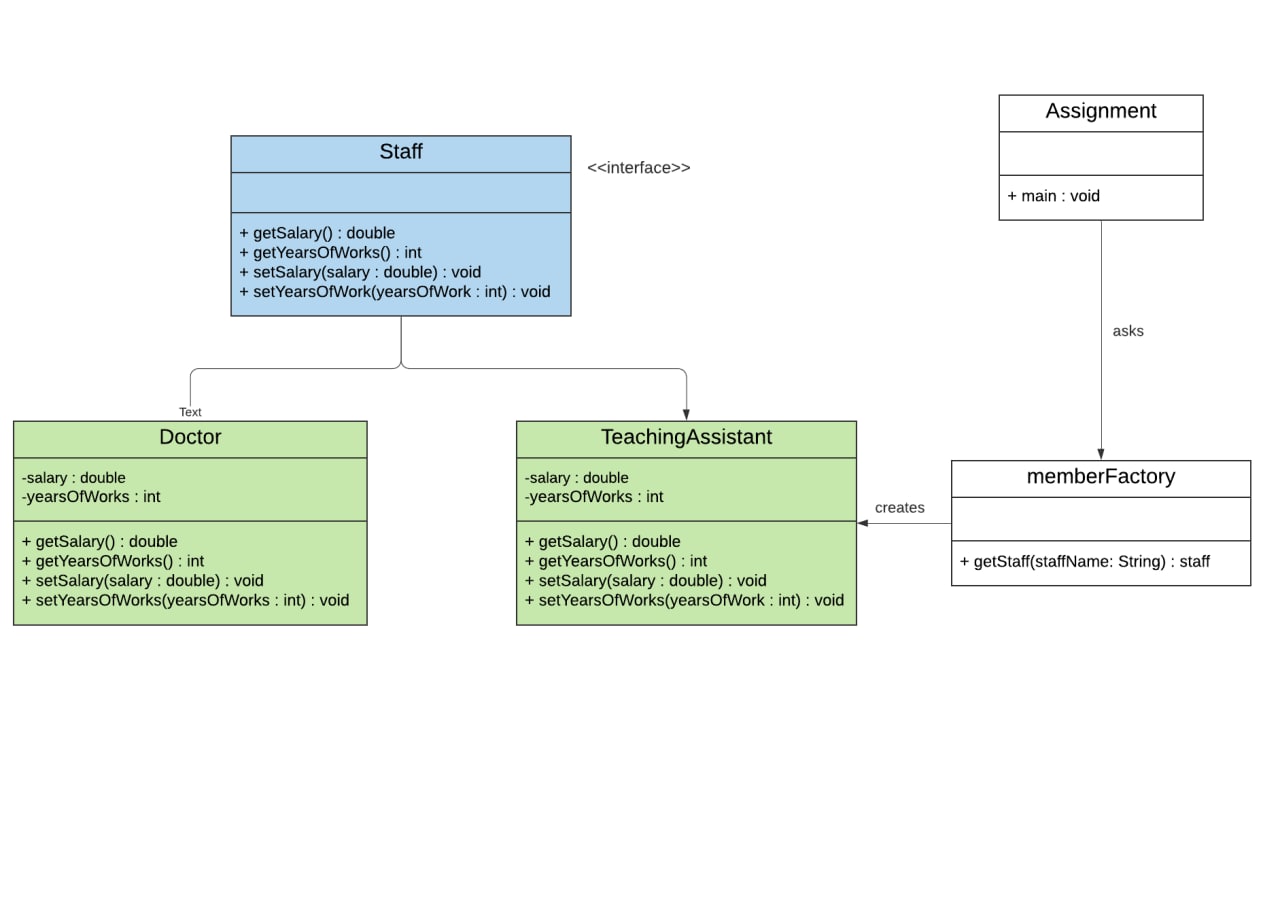 Staff
<<interface>>
+ getSalary() : double
+ getYearsOfWorks() : int
+ setSalary(salary : double) : void
+ setYearsOfWork(yearsOfWork : int) : void
Assignment
+ main : void
asks
Text
Doctor
-salary : double
-yearsOfWorks : int
+ getSalary() : double
+ getYearsOfWorks() : int
+ setSalary(salary : double) : void
+ setYearsOfWorks(yearsOfWorks : int) : void
TeachingAssistant
-salary : double
-yearsOfWorks : int
+ getSalary() : double
+ getYearsOfWorks() : int
+ setSalary(salary : double) : void
+ setYearsOfWorks(yearsOfWork : int) : void
creates
memberFactory
+ getStaff(staffName: String) : staff